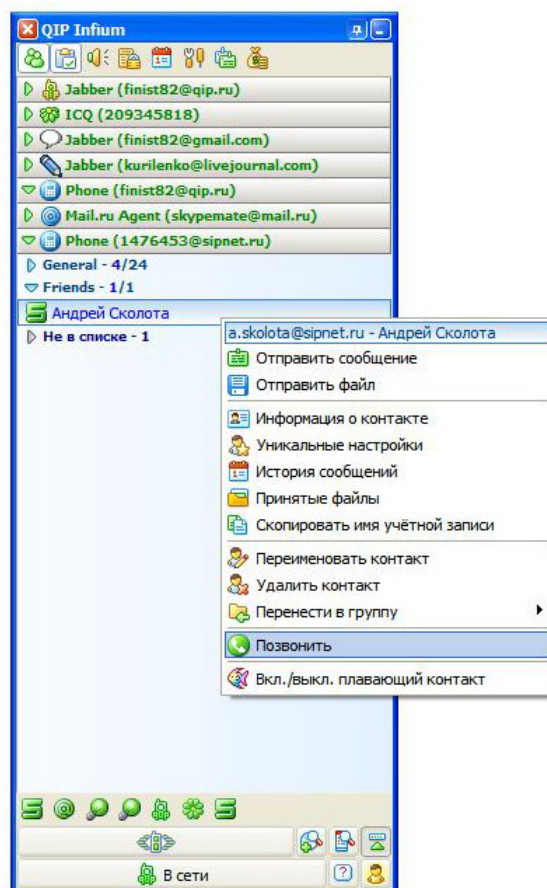 QIP Infium
Jabber (finist82@qip.ru)
ICQ (209345818)
Jabber (finist82@gmail.com)
Jabber (kurilenko@livejournal.com)
Phone (finist82@qip.ru)
Mail.ru Agent (skypemate@mail.ru)
Phone (1476453@sipnet.ru)
General - 4/24
Friends - 1/1
Андрей Сколота
Не в списке - 1
a.skolota@sipnet.ru - Андрей Сколота
Отправить сообщение
Отправить файл
Информация о контакте
Уникальные настройки
История сообщений
Принятые файлы
Скопировать имя учётной записи
Переименовать контакт
Удалить контакт
Перенести в группу
Позвонить
Вкл./выкл. плавающий контакт
В сети